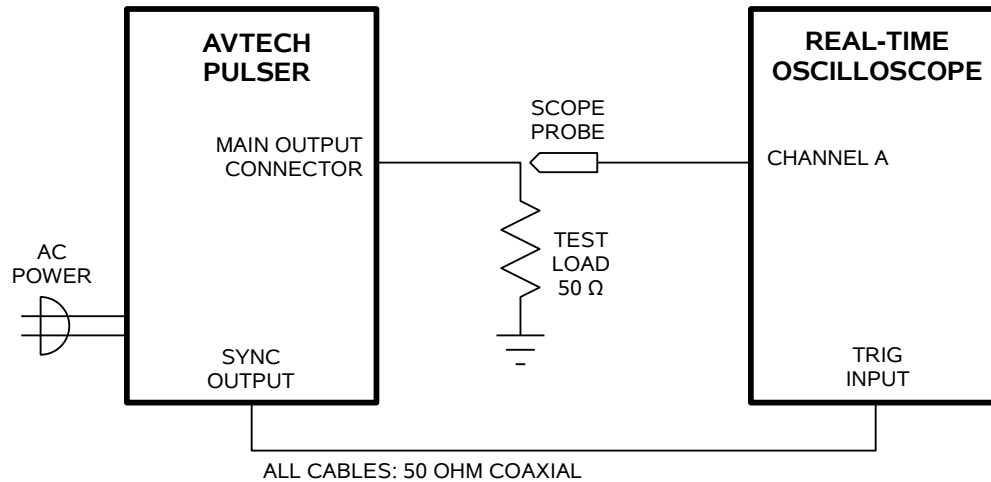 AVTECH
PULSER
MAIN OUTPUT
CONNECTOR
AC
POWER
SYNC
OUTPUT
SCOPE
PROBE
TEST
LOAD
50 Ω
REAL-TIME
OSCILLOSCOPE
CHANNEL A
TRIG
INPUT
ALL CABLES: 50 OHM COAXIAL